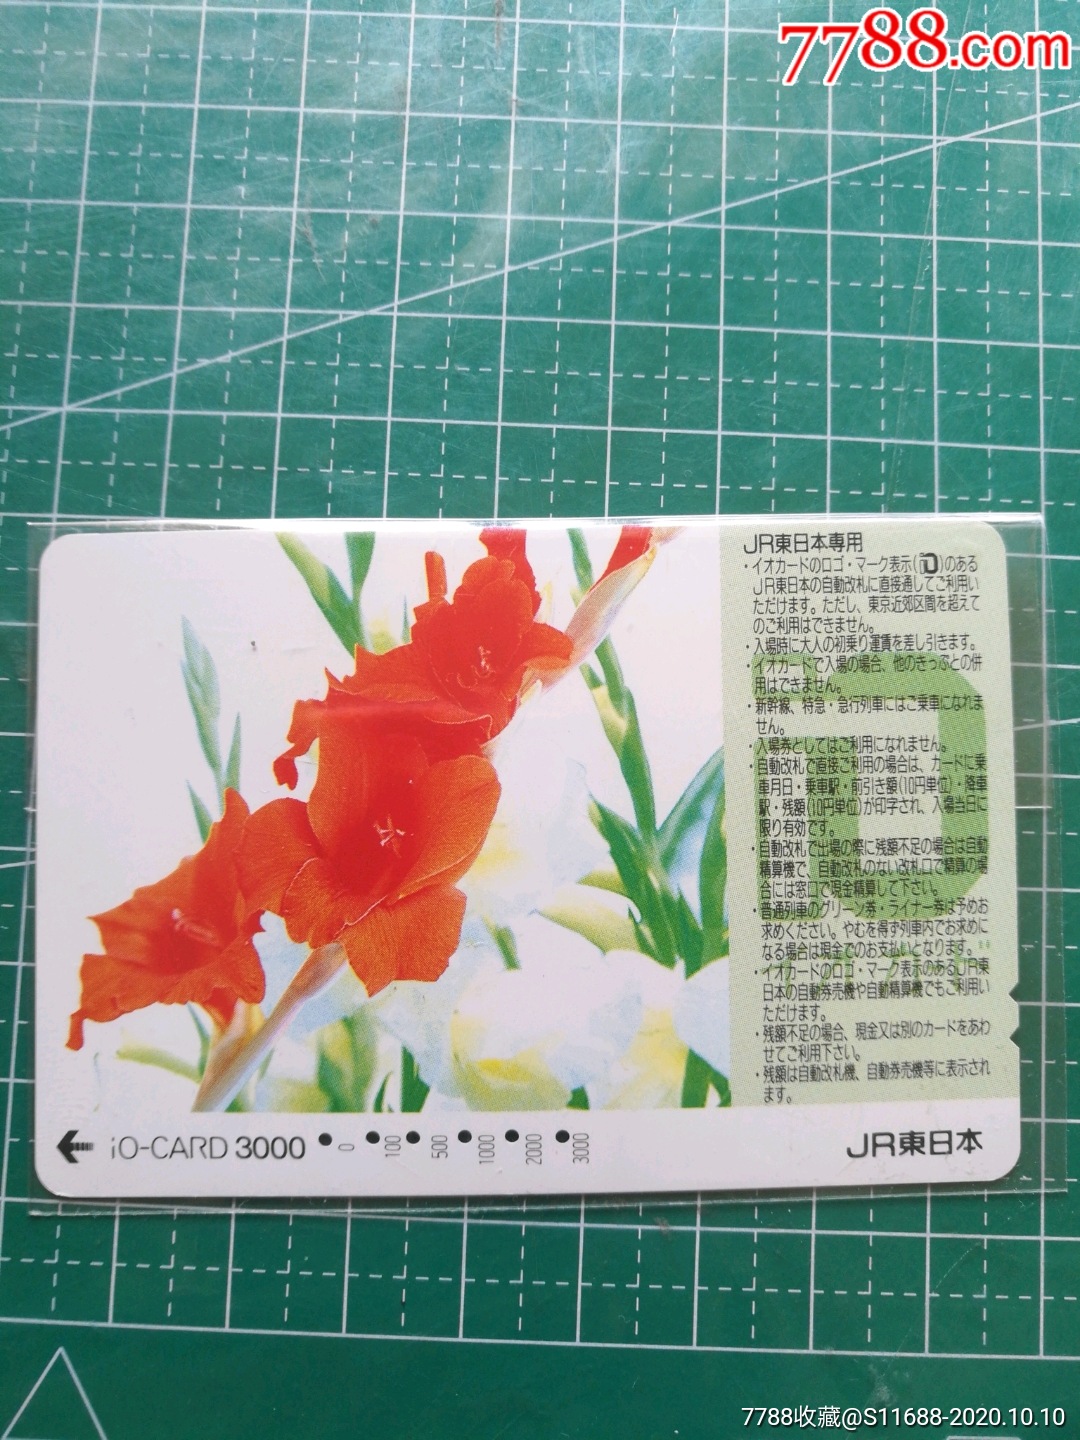 7788.com
JR東日本専用
・イオカードのロゴ・マーク表示(iO)のある
JR東日本の自動改札に直接通してご利用い
ただけます。ただし、東京近郊区間を超えて
のご利用はできません。
・入場時に大人の初乗り運賃を差し引きます。
・イオカードで入場の場合、他のきっぷとの併
用はできません。
・新幹線、特急・急行列車にはご乗車になれま
せん。
・入場券としてはご利用になれません。
・自動改札で直接ご利用の場合は、カードに乗
車月日・乗車駅・前引き額(10円単位)・降車
駅・残額(10円単位)が印字され、入場当日に
限り有効です。
・自動改札で出場の際に残額不足の場合は自動
精算機で、自動改札のない改札口で精算の場
合には窓口で現金精算して下さい。
・普通列車のグリーン券・ライナー券は予めお
求めください。やむを得ず列車内でお求めに
なる場合は現金でのお支払いとなります。
・イオカードのロゴ・マーク表示のあるJR東
日本の自動券売機や自動精算機でもご利用い
ただけます。
・残額不足の場合、現金又は別のカードをあわ
せてご利用下さい。
・残額は自動改札機、自動券売機等に表示され
ます。
iO-CARD 3000
0
100
500
1000
2000
3000
JR東日本
7788收藏@S11688-2020.10.10